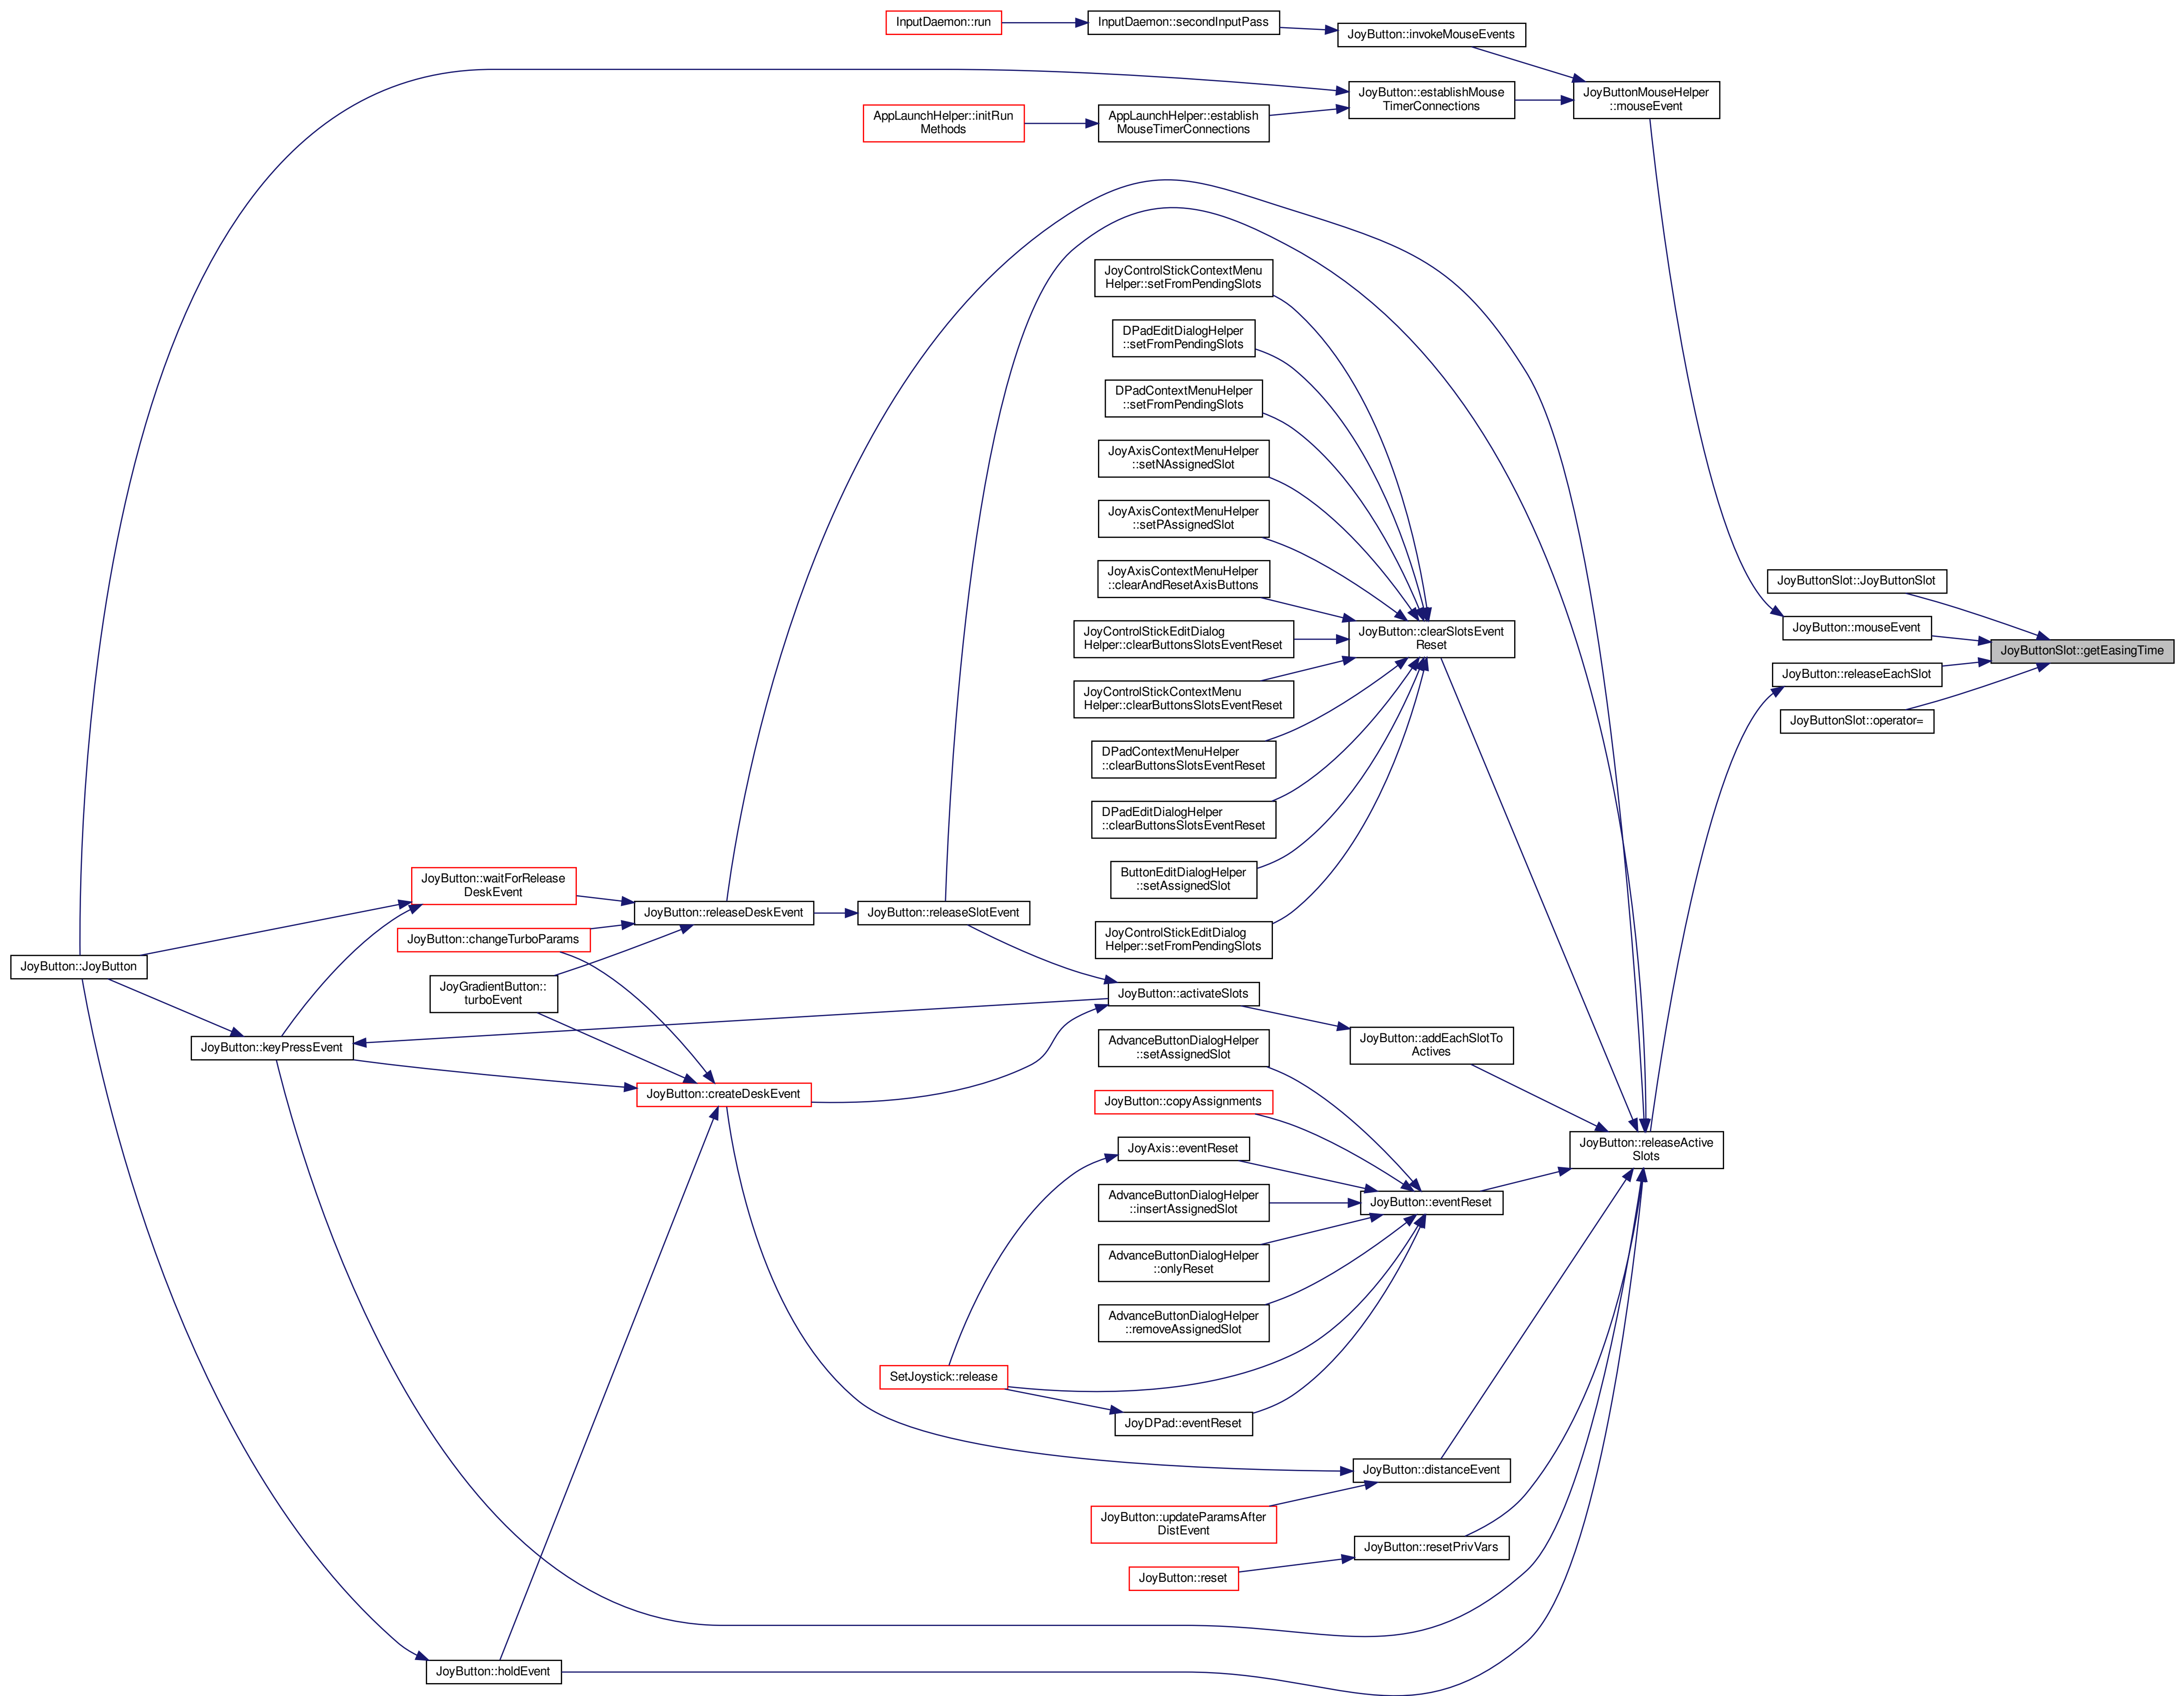 InputDaemon::run
InputDaemon::secondInputPass
JoyButton::invokeMouseEvents
JoyButton::establishMouse
TimerConnections
JoyButtonMouseHelper
::mouseEvent
AppLaunchHelper::initRun
Methods
AppLaunchHelper::establish
MouseTimerConnections
JoyControlStickContextMenu
Helper::setFromPendingSlots
DPadEditDialogHelper
::setFromPendingSlots
DPadContextMenuHelper
::setFromPendingSlots
JoyAxisContextMenuHelper
::setNAssignedSlot
JoyAxisContextMenuHelper
::setPAssignedSlot
JoyAxisContextMenuHelper
::clearAndResetAxisButtons
JoyButtonSlot::JoyButtonSlot
JoyControlStickEditDialog
Helper::clearButtonsSlotsEventReset
JoyButton::clearSlotsEvent
Reset
JoyButton::mouseEvent
JoyButtonSlot::getEasingTime
JoyButton::releaseEachSlot
JoyControlStickContextMenu
Helper::clearButtonsSlotsEventReset
JoyButtonSlot::operator=
DPadContextMenuHelper
::clearButtonsSlotsEventReset
DPadEditDialogHelper
::clearButtonsSlotsEventReset
ButtonEditDialogHelper
::setAssignedSlot
JoyButton::waitForRelease
DeskEvent
JoyButton::releaseDeskEvent
JoyButton::releaseSlotEvent
JoyButton::changeTurboParams
JoyControlStickEditDialog
Helper::setFromPendingSlots
JoyButton::JoyButton
JoyGradientButton::
turboEvent
JoyButton::activateSlots
JoyButton::keyPressEvent
AdvanceButtonDialogHelper
::setAssignedSlot
JoyButton::addEachSlotTo
Actives
JoyButton::createDeskEvent
JoyButton::copyAssignments
JoyAxis::eventReset
JoyButton::releaseActive
Slots
AdvanceButtonDialogHelper
::insertAssignedSlot
JoyButton::eventReset
AdvanceButtonDialogHelper
::onlyReset
AdvanceButtonDialogHelper
::removeAssignedSlot
SetJoystick::release
JoyDPad::eventReset
JoyButton::distanceEvent
JoyButton::updateParamsAfter
DistEvent
JoyButton::resetPrivVars
JoyButton::reset
JoyButton::holdEvent